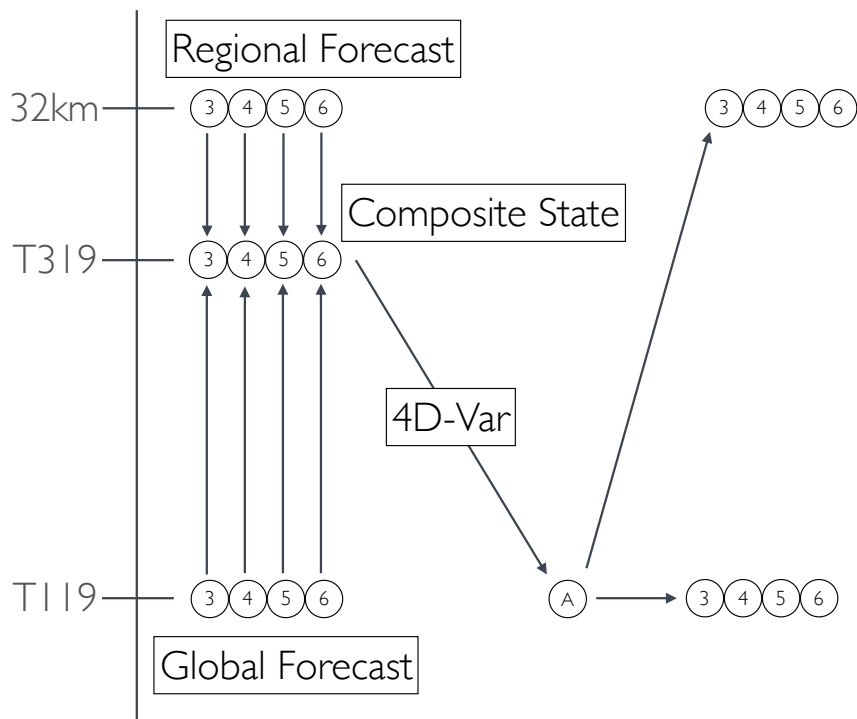 Regional Forecast
32km 3 4 5 6 3 4 5 6
Composite State
T319 3 4 5 6
4D-Var
T119 3 4 5 6 A 3 4 5 6
Global Forecast